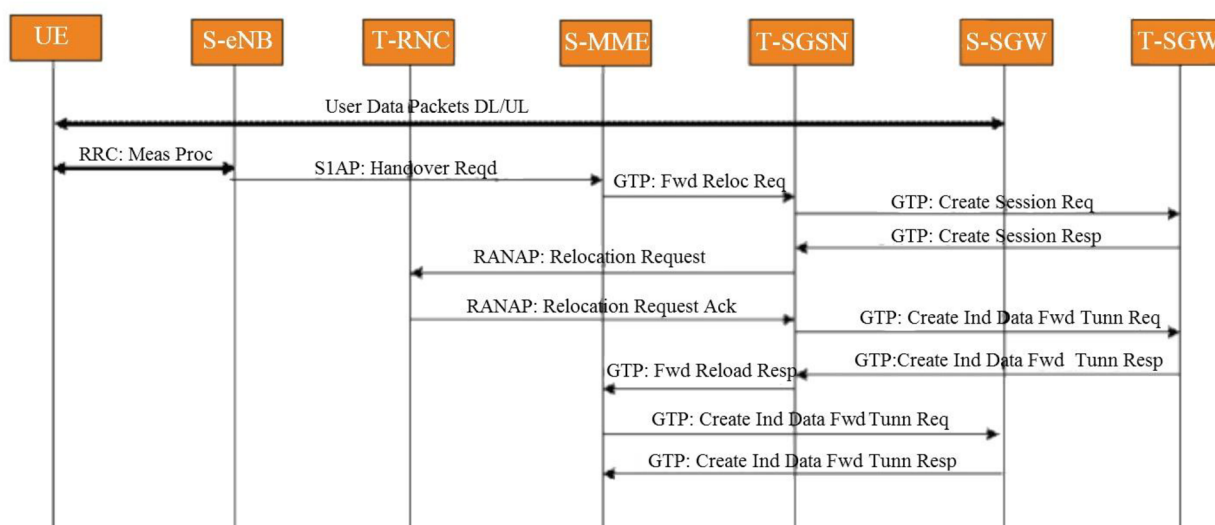 UE
S-eNB
T-RNC
S-MME
T-SGSN
S-SGW
T-SGW
User Data Packets DL/UL
RRC: Meas Proc
S1AP: Handover Reqd
GTP: Fwd Reloc Req
GTP: Create Session Req
GTP: Create Session Resp
RANAP: Relocation Request
RANAP: Relocation Request Ack
GTP: Create Ind Data Fwd Tunn Req
GTP:Create Ind Data Fwd Tunn Resp
GTP: Fwd Reload Resp
GTP: Create Ind Data Fwd Tunn Req
GTP: Create Ind Data Fwd Tunn Resp